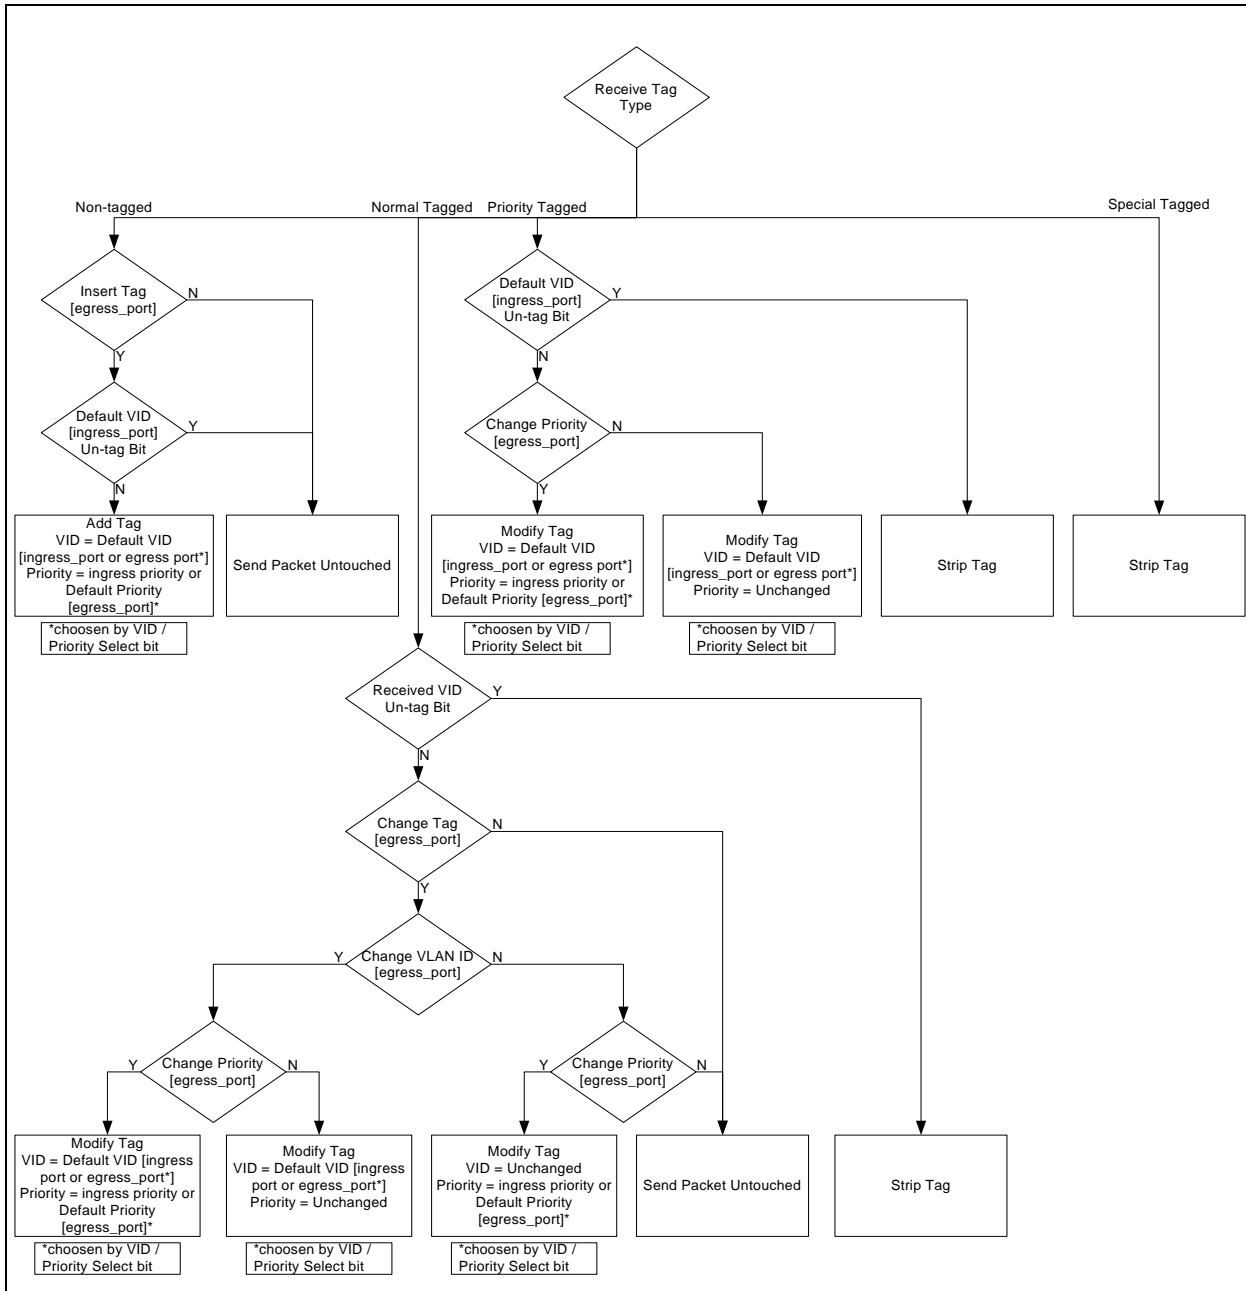 Receive Tag
Type
Non-tagged
Normal Tagged
Priority Tagged
Special Tagged
Insert Tag
[egress_port]
N
Y
Default VID
[ingress_port]
Un-tag Bit
Y
N
Default VID
[ingress_port]
Un-tag Bit
Y
N
Change Priority
[egress_port]
N
Y
Add Tag
VID = Default VID
[ingress_port or egress port*]
Priority = ingress priority or
Default Priority
[egress_port]*
*choosen by VID /
Priority Select bit
Send Packet Untouched
Modify Tag
VID = Default VID
[ingress_port or egress port*]
Priority = ingress priority or
Default Priority [egress_port]*
*choosen by VID /
Priority Select bit
Modify Tag
VID = Default VID
[ingress_port or egress port*]
Priority = Unchanged
*choosen by VID /
Priority Select bit
Strip Tag
Strip Tag
Received VID
Un-tag Bit
Y
N
Change Tag
[egress_port]
N
Y
Change VLAN ID
[egress_port]
Y
N
Change Priority
[egress_port]
Y
N
Change Priority
[egress_port]
Y
N
Modify Tag
VID = Default VID [ingress
port or egress_port*]
Priority = ingress priority or
Default Priority
[egress_port]*
*choosen by VID /
Priority Select bit
Modify Tag
VID = Default VID [ingress
port or egress_port*]
Priority = Unchanged
*choosen by VID /
Priority Select bit
Modify Tag
VID = Unchanged
Priority = ingress priority or
Default Priority
[egress_port]*
*choosen by VID /
Priority Select bit
Send Packet Untouched
Strip Tag